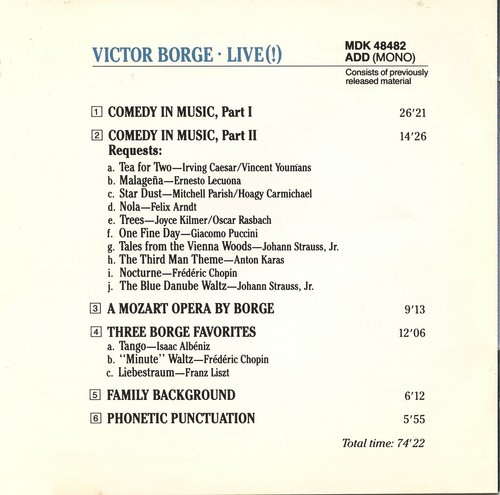 VICTOR BORGE · LIVE(!)
MDK 48482
ADD (MONO)
Consists of previously
released material
1 COMEDY IN MUSIC, Part I 26'21
2 COMEDY IN MUSIC, Part II 14'26
Requests:
a. Tea for Two—Irving Caesar/Vincent Youmans
b. Malagueña—Ernesto Lecuona
c. Star Dust—Mitchell Parish/Hoagy Carmichael
d. Nola—Felix Arndt
e. Trees—Joyce Kilmer/Oscar Rasbach
f. One Fine Day—Giacomo Puccini
g. Tales from the Vienna Woods—Johann Strauss, Jr.
h. The Third Man Theme—Anton Karas
i. Nocturne—Frédéric Chopin
j. The Blue Danube Waltz—Johann Strauss, Jr.
3 A MOZART OPERA BY BORGE 9'13
4 THREE BORGE FAVORITES 12'06
a. Tango—Isaac Albéniz
b. "Minute" Waltz—Frédéric Chopin
c. Liebestraum—Franz Liszt
5 FAMILY BACKGROUND 6'12
6 PHONETIC PUNCTUATION 5'55
Total time: 74'22